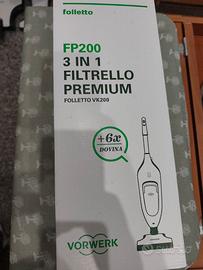 folletto
FP200
3 IN 1
FILTRELLO
PREMIUM
FOLLETTO VK200
+6x
DOVINA
VORWERK